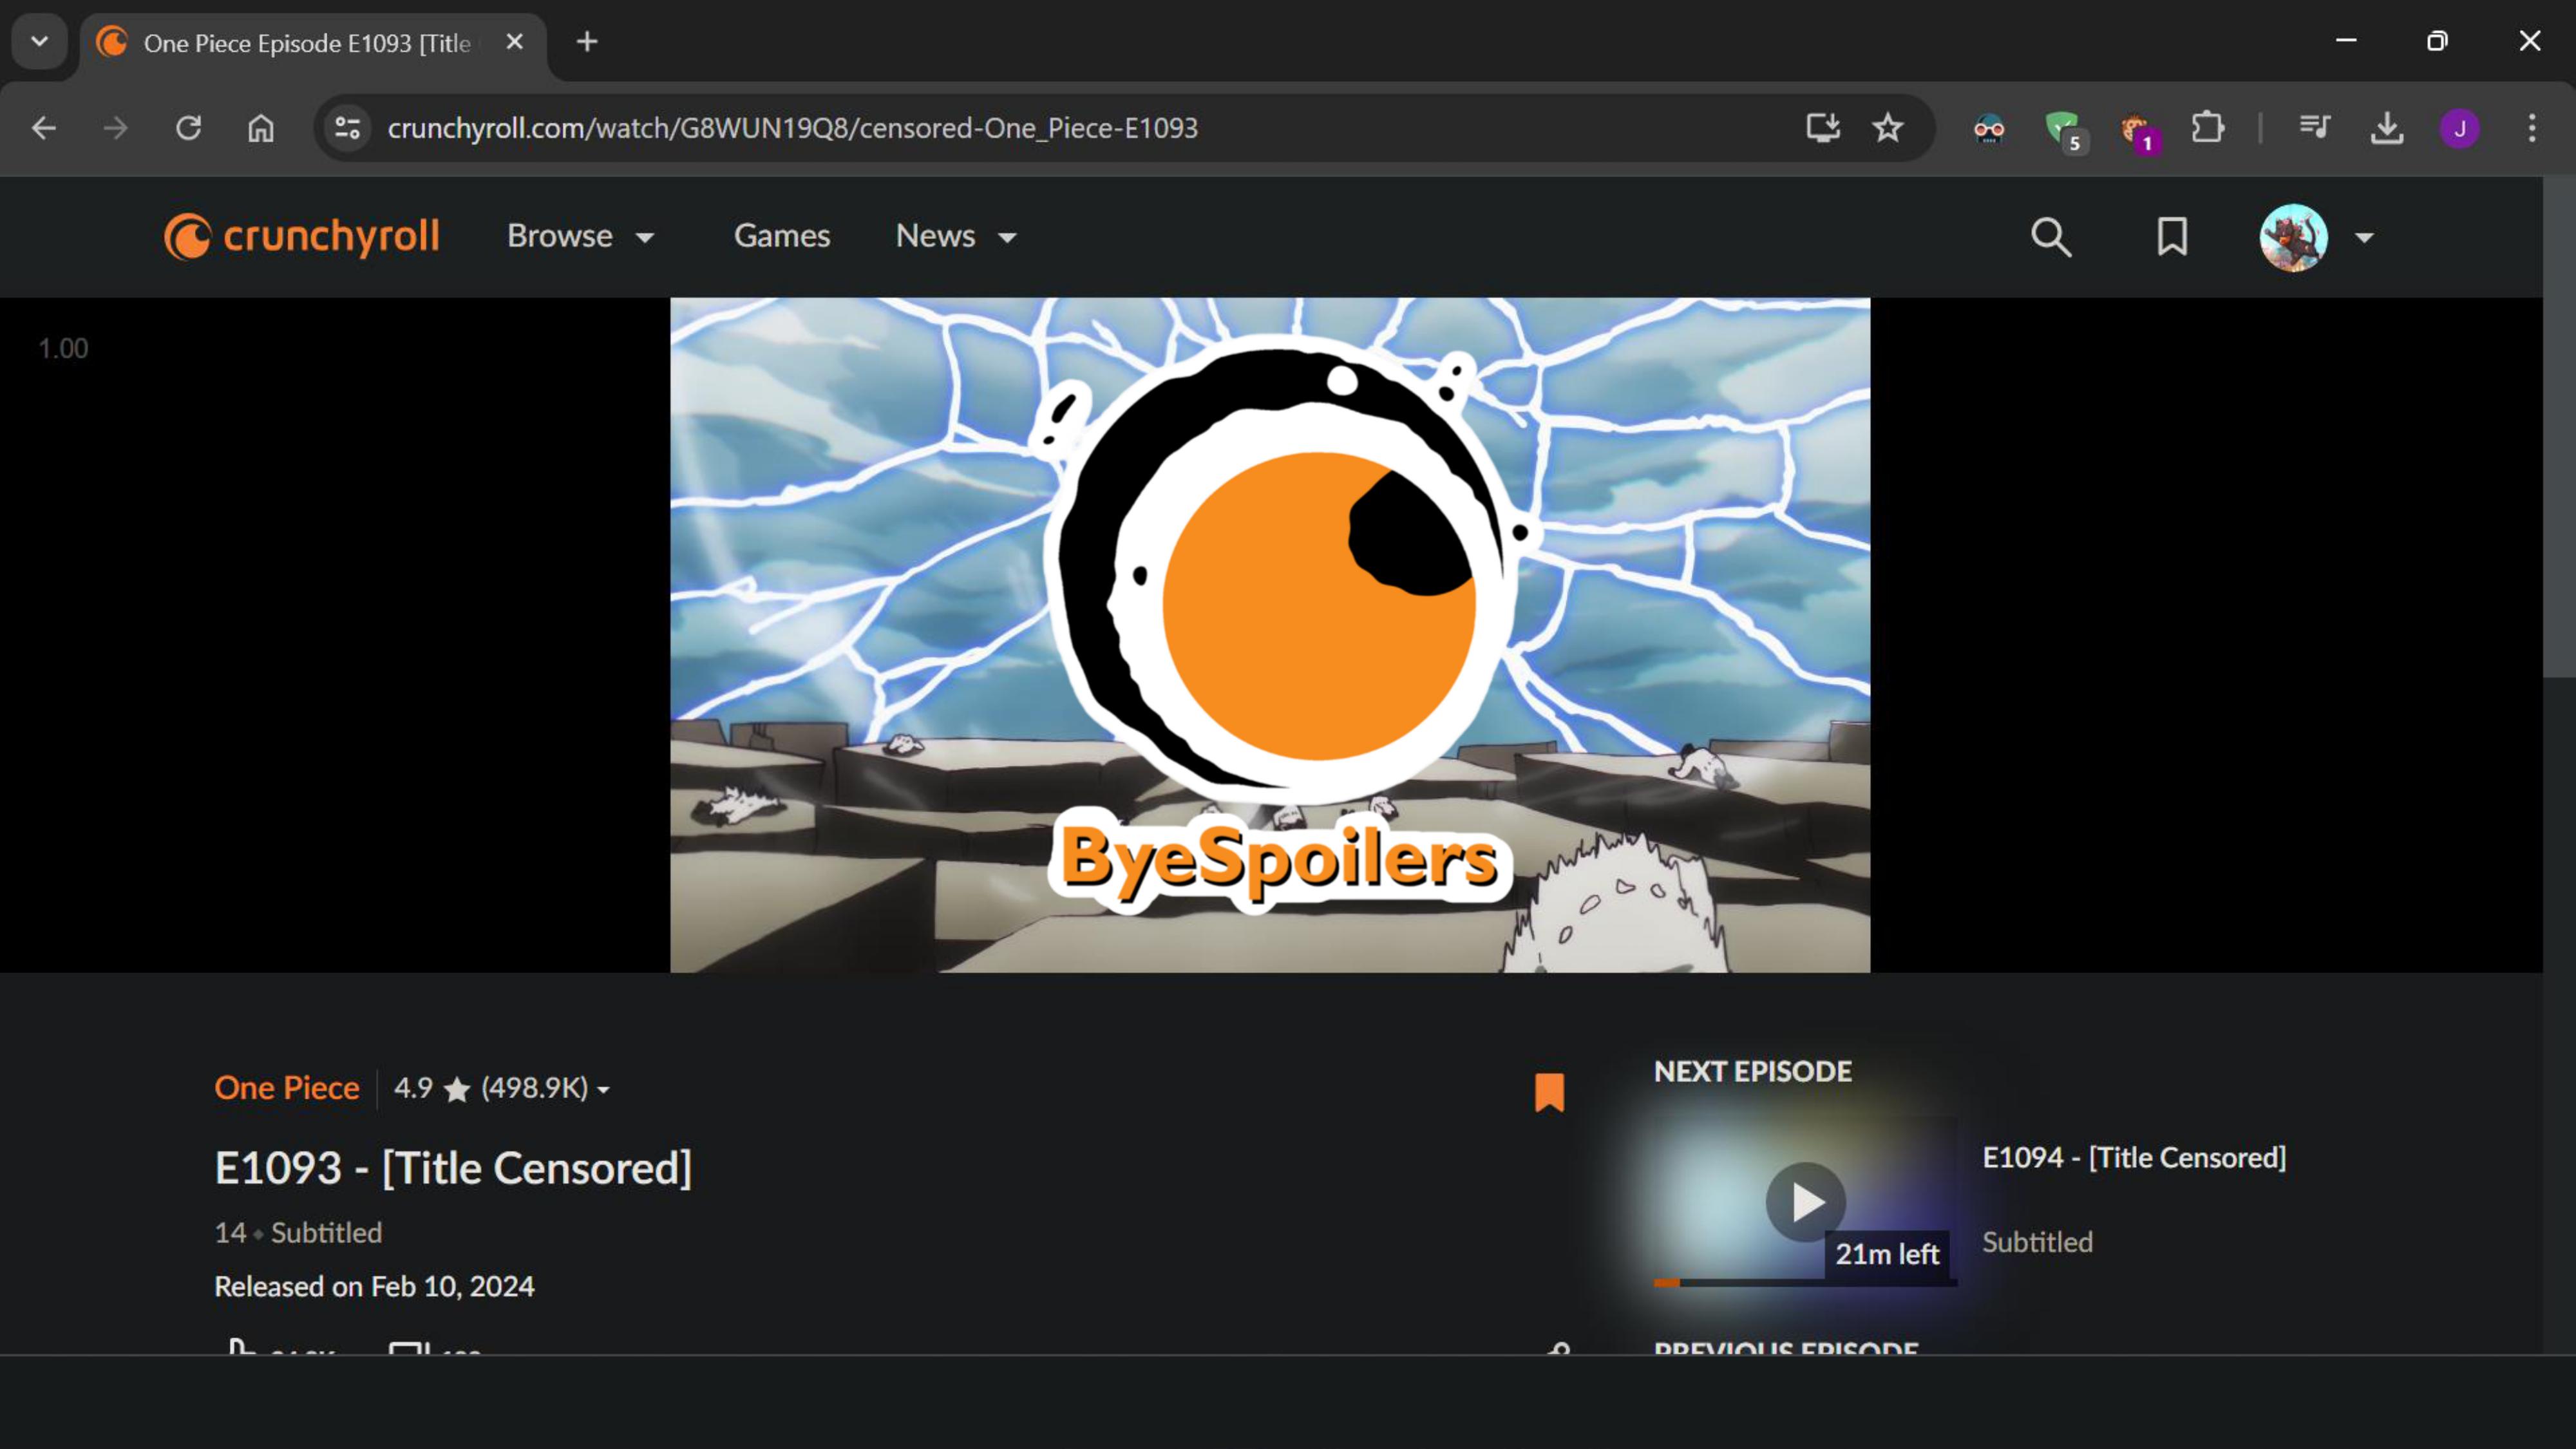 One Piece Episode E1093 [Title
crunchyroll.com/watch/G8WUN19Q8/censored-One_Piece-E1093
5
1
J
crunchyroll
Browse
Games
News
1.00
ByeSpoilers
One Piece
4.9 ★ (498.9K)
E1093 - [Title Censored]
14 ◆ Subtitled
Released on Feb 10, 2024
NEXT EPISODE
21m left
E1094 - [Title Censored]
Subtitled
PREVIOUS EPISODE